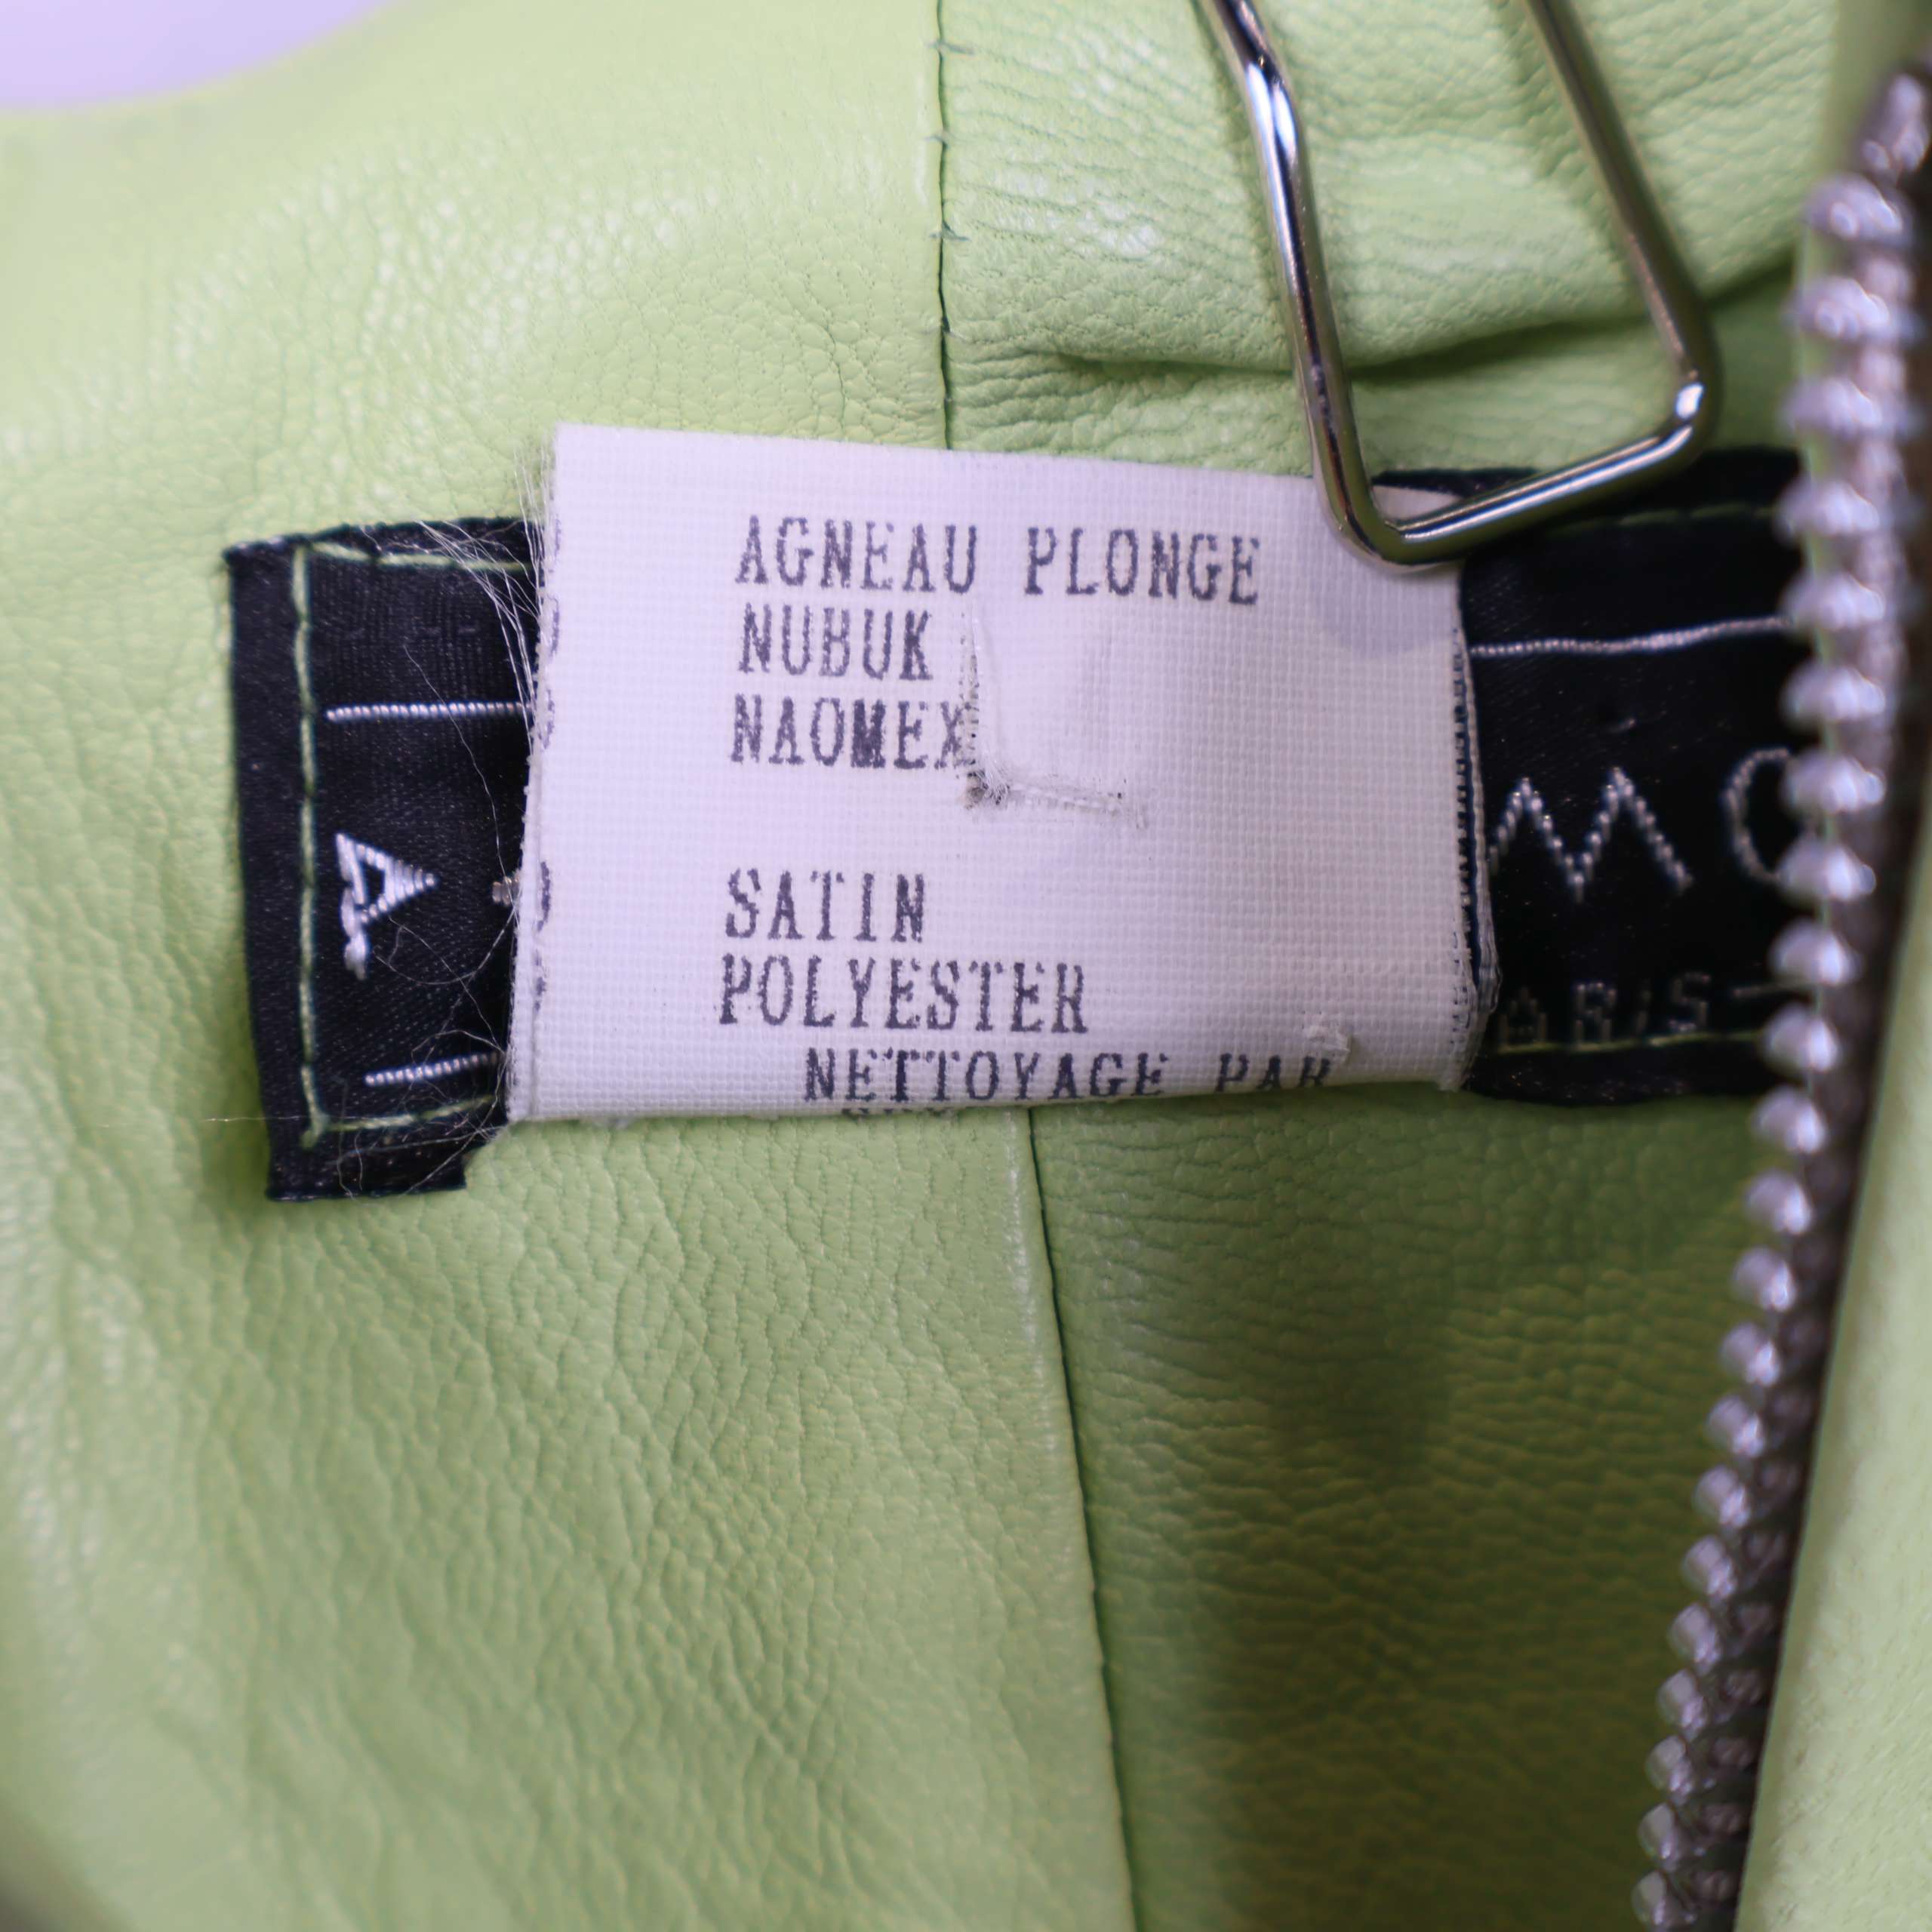 AGNEAU PLONGE
NUBUK
NAOMEX
SATIN
POLYESTER
NETTOYAGE PAR
A